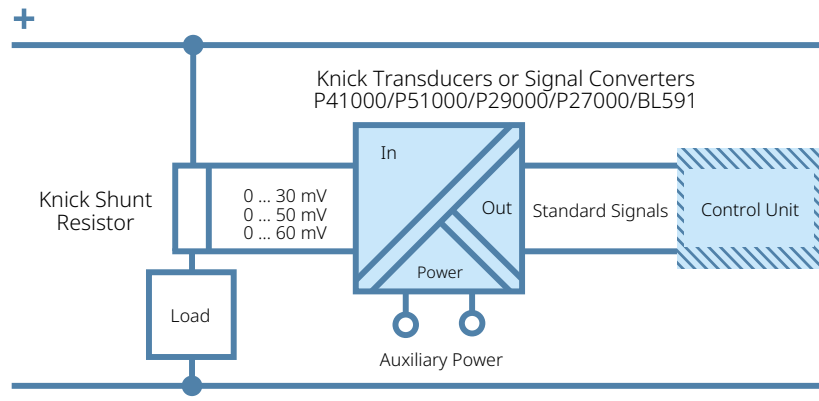 +
Knick Transducers or Signal Converters
P41000/P51000/P29000/P27000/BL591
In
Knick Shunt
Resistor
0 ... 30 mV
0 ... 50 mV
0 ... 60 mV
Out
Standard Signals
Control Unit
Power
Load
Auxiliary Power